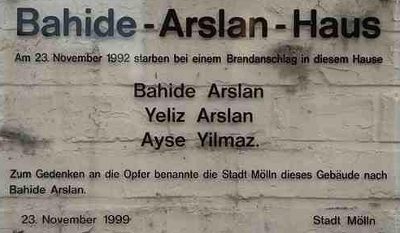 Bahide-Arslan-Haus
Am 23. November 1992 starben bei einem Brandanschlag in diesem Hause
Bahide Arslan
Yeliz Arslan
Ayse Yilmaz.
Zum Gedenken an die Opfer benannte die Stadt Mölln dieses Gebäude nach
Bahide Arslan.
23. November 1999 Stadt Mölln